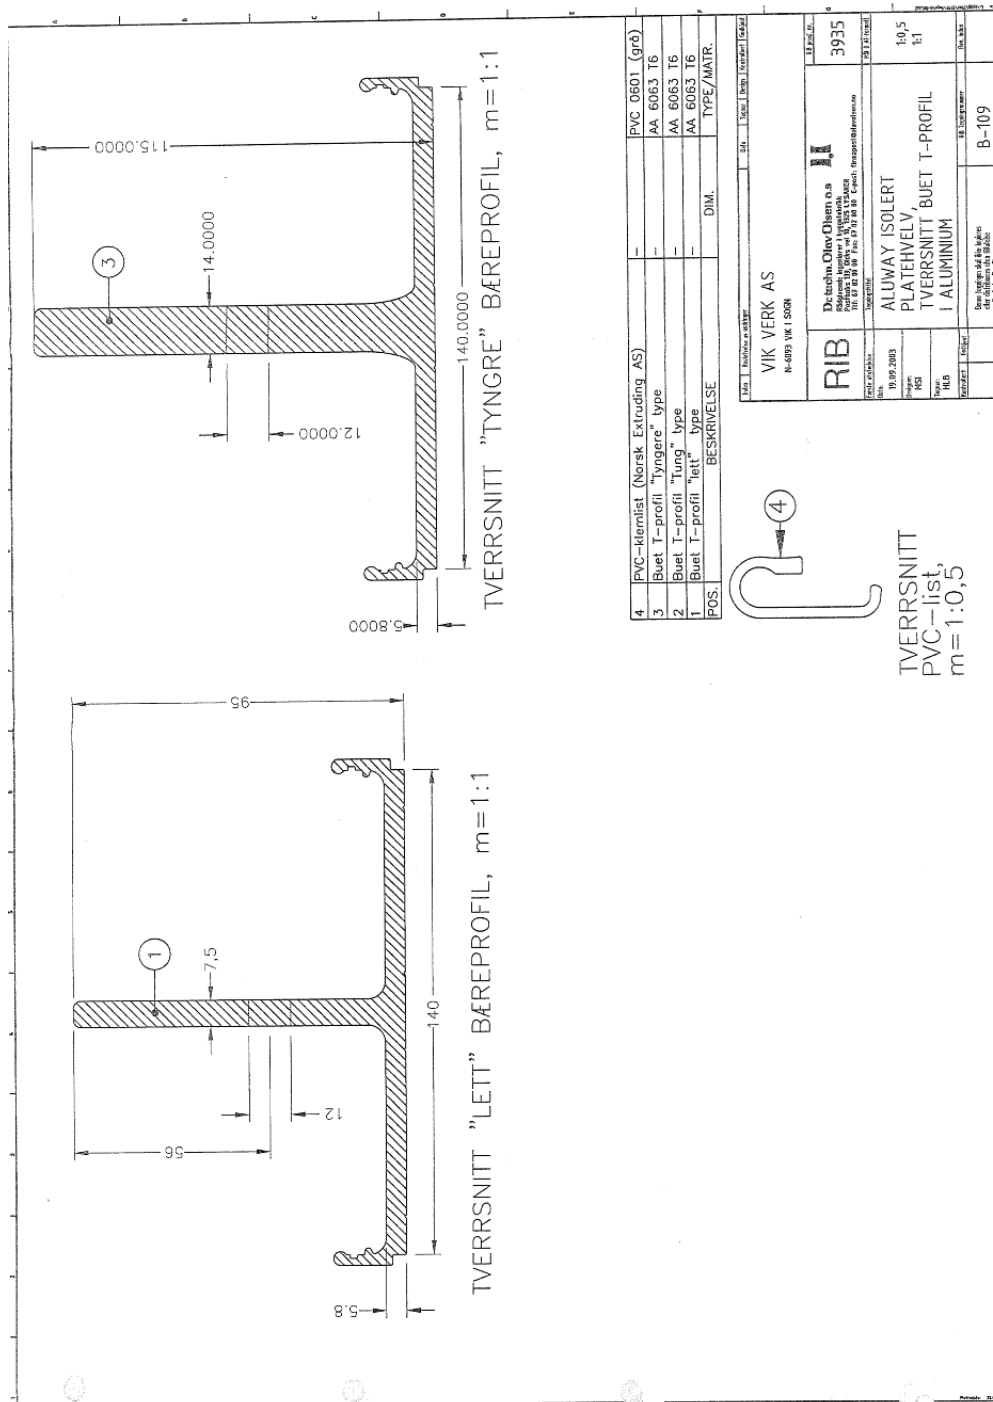 115.0000
3
14.0000
12.0000
140.0000
5.8000
TVERRSNITT "TYNGRE" BÆREPROFIL, m=1:1
95
1
7,5
12
56
140
5.8
TVERRSNITT "LETT" BÆREPROFIL, m=1:1
4 PVC-klemlist (Norsk Extruding AS) – PVC 0601 (grå)
3 Buet T-profil "Tyngere" type – AA 6063 T6
2 Buet T-profil "Tung" type – AA 6063 T6
1 Buet T-profil "lett" type – AA 6063 T6
POS. BESKRIVELSE DIM. TYPE/MATR.
4
TVERRSNITT
PVC-list,
m=1:0,5
VIK VERK AS
N-6893 VIK I SOGN
RIB
Dr.techn.Olav Olsen a.s
3935
19.09.2003
MSI
HLB
ALUWAY ISOLERT
PLATEHVELV,
TVERRSNITT BUET T-PROFIL
I ALUMINIUM
1:0,5
1:1
B-109